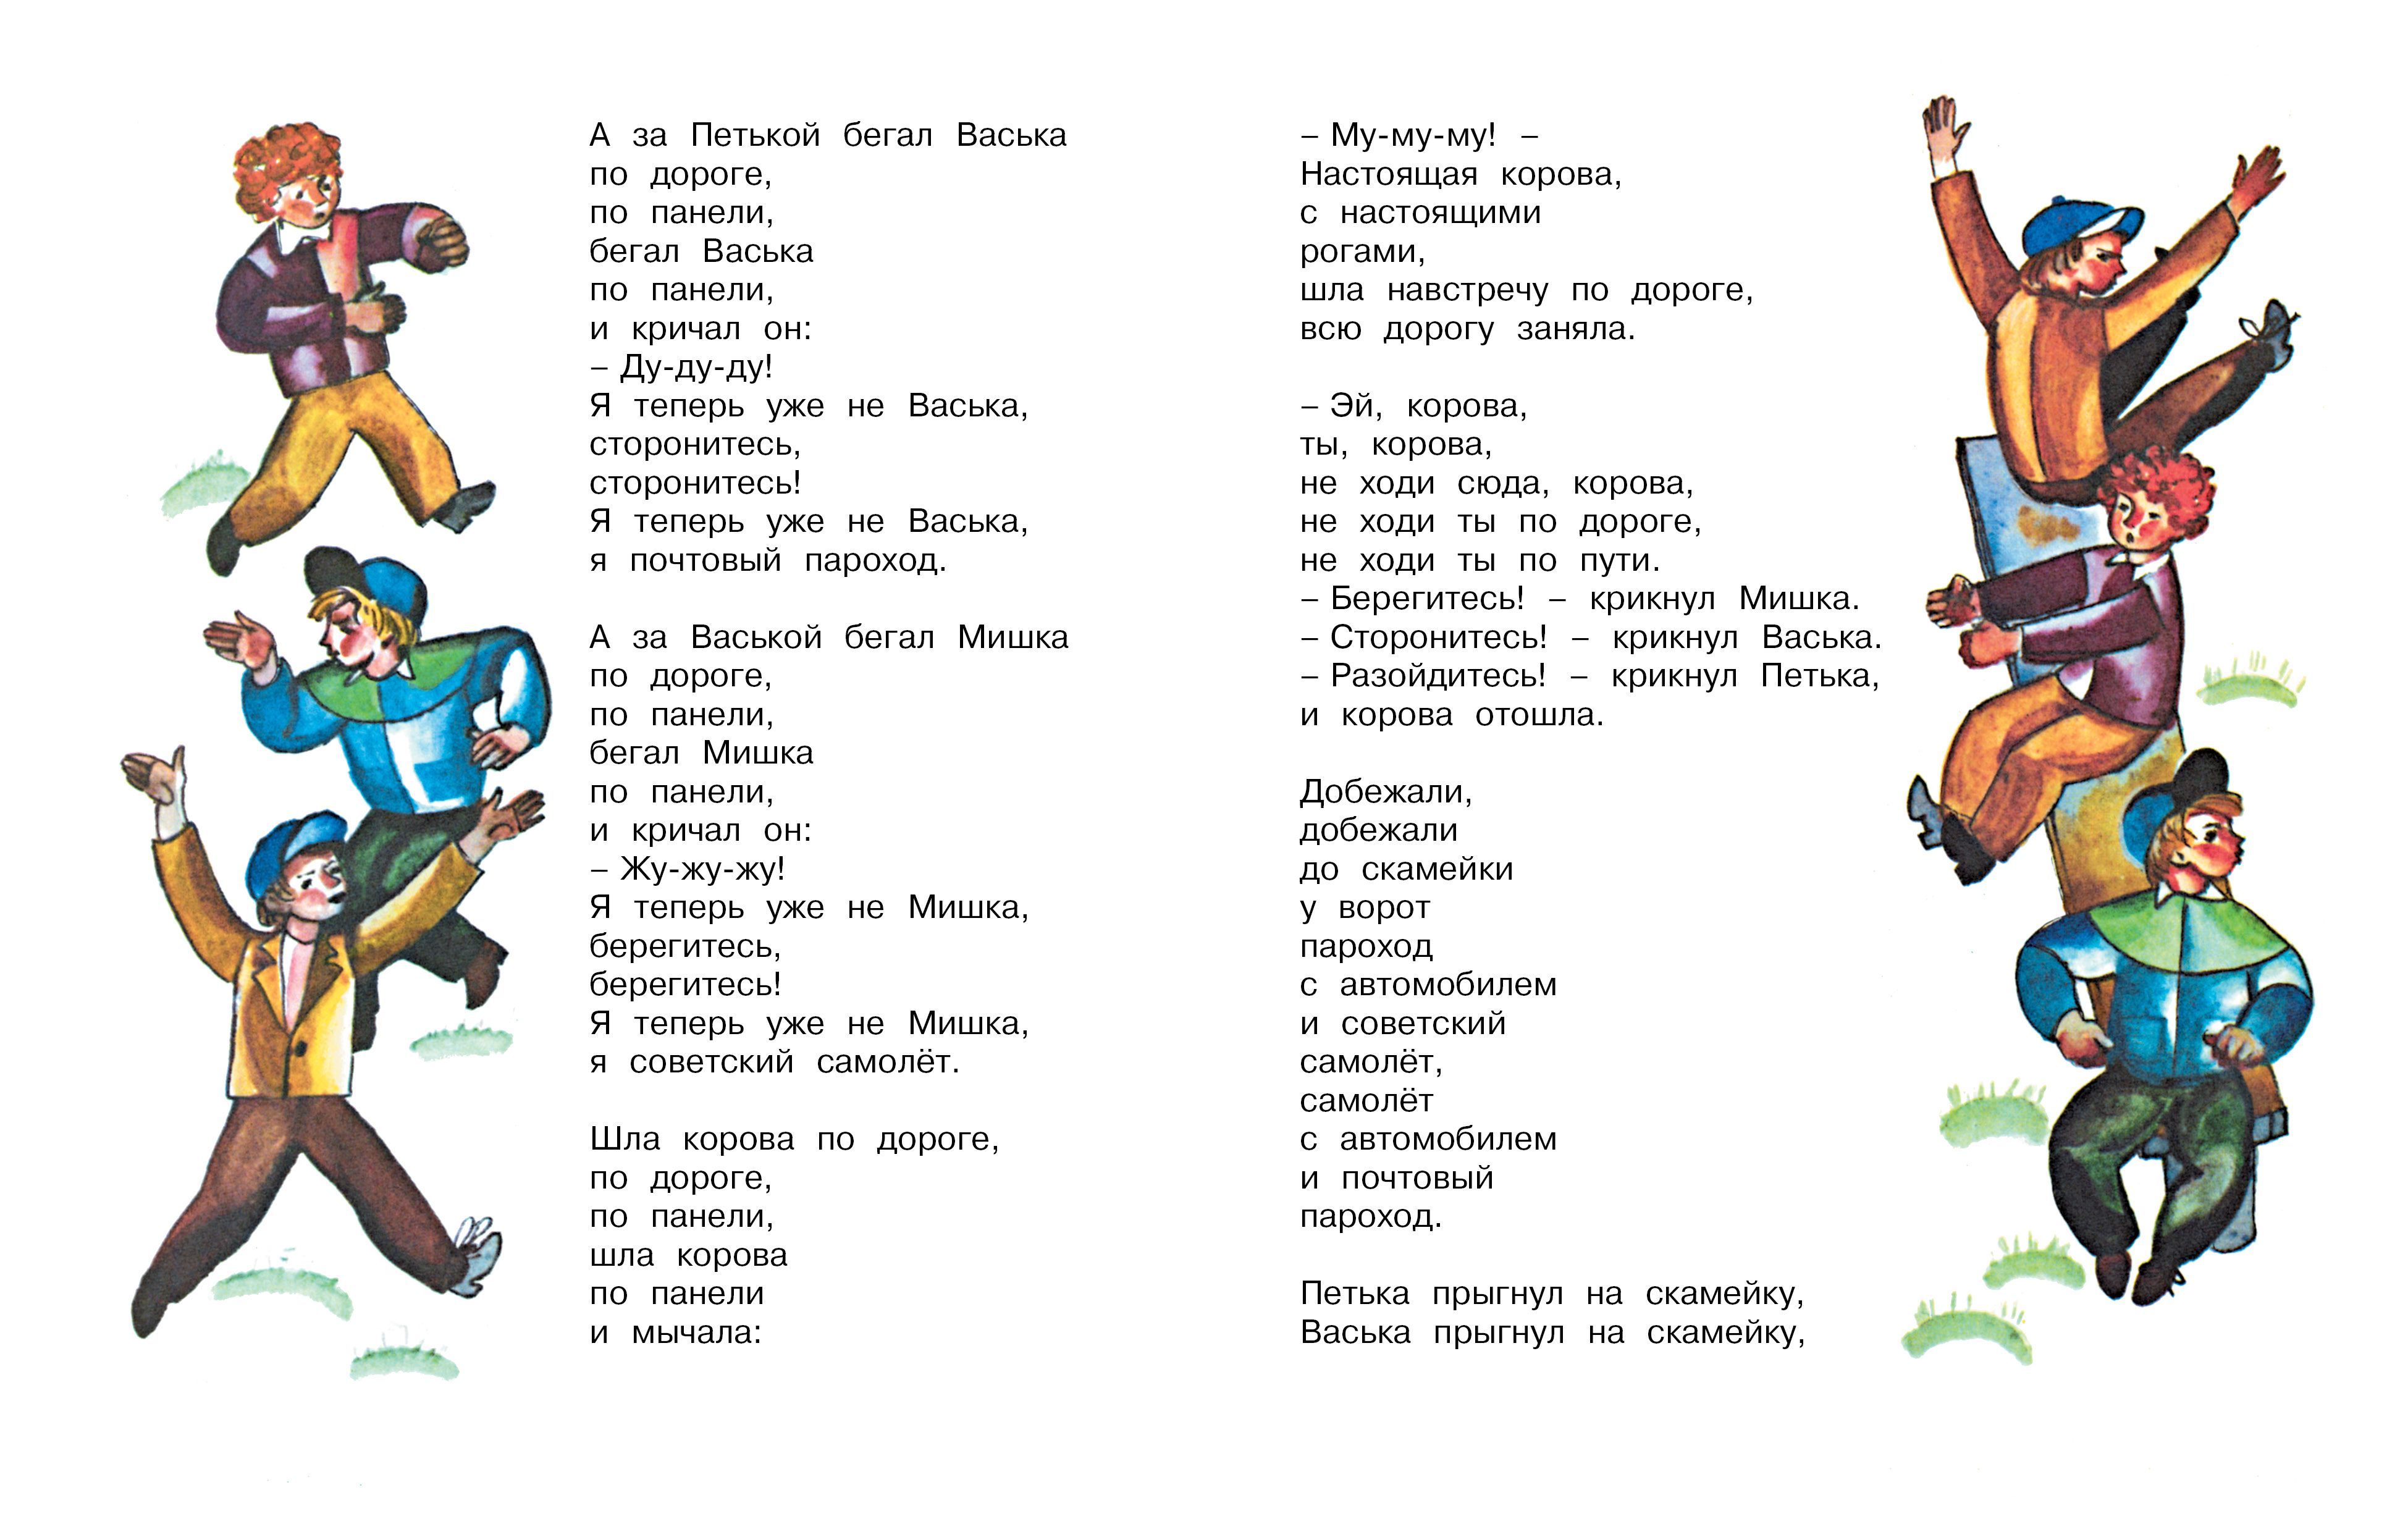 А за Петькой бегал Васька
по дороге,
по панели,
бегал Васька
по панели,
и кричал он:
– Ду-ду-ду!
Я теперь уже не Васька,
сторонитесь,
сторонитесь!
Я теперь уже не Васька,
я почтовый пароход.

А за Васькой бегал Мишка
по дороге,
по панели,
бегал Мишка
по панели,
и кричал он:
– Жу-жу-жу!
Я теперь уже не Мишка,
берегитесь,
берегитесь!
Я теперь уже не Мишка,
я советский самолёт.

Шла корова по дороге,
по дороге,
по панели,
шла корова
по панели
и мычала:

– Му-му-му! –
Настоящая корова,
с настоящими
рогами,
шла навстречу по дороге,
всю дорогу заняла.

– Эй, корова,
ты, корова,
не ходи сюда, корова,
не ходи ты по дороге,
не ходи ты по пути.
– Берегитесь! – крикнул Мишка.
– Сторонитесь! – крикнул Васька.
– Разойдитесь! – крикнул Петька,
и корова отошла.

Добежали,
добежали
до скамейки
у ворот
пароход
с автомобилем
и советский
самолёт,
самолёт
с автомобилем
и почтовый
пароход.

Петька прыгнул на скамейку,
Васька прыгнул на скамейку,